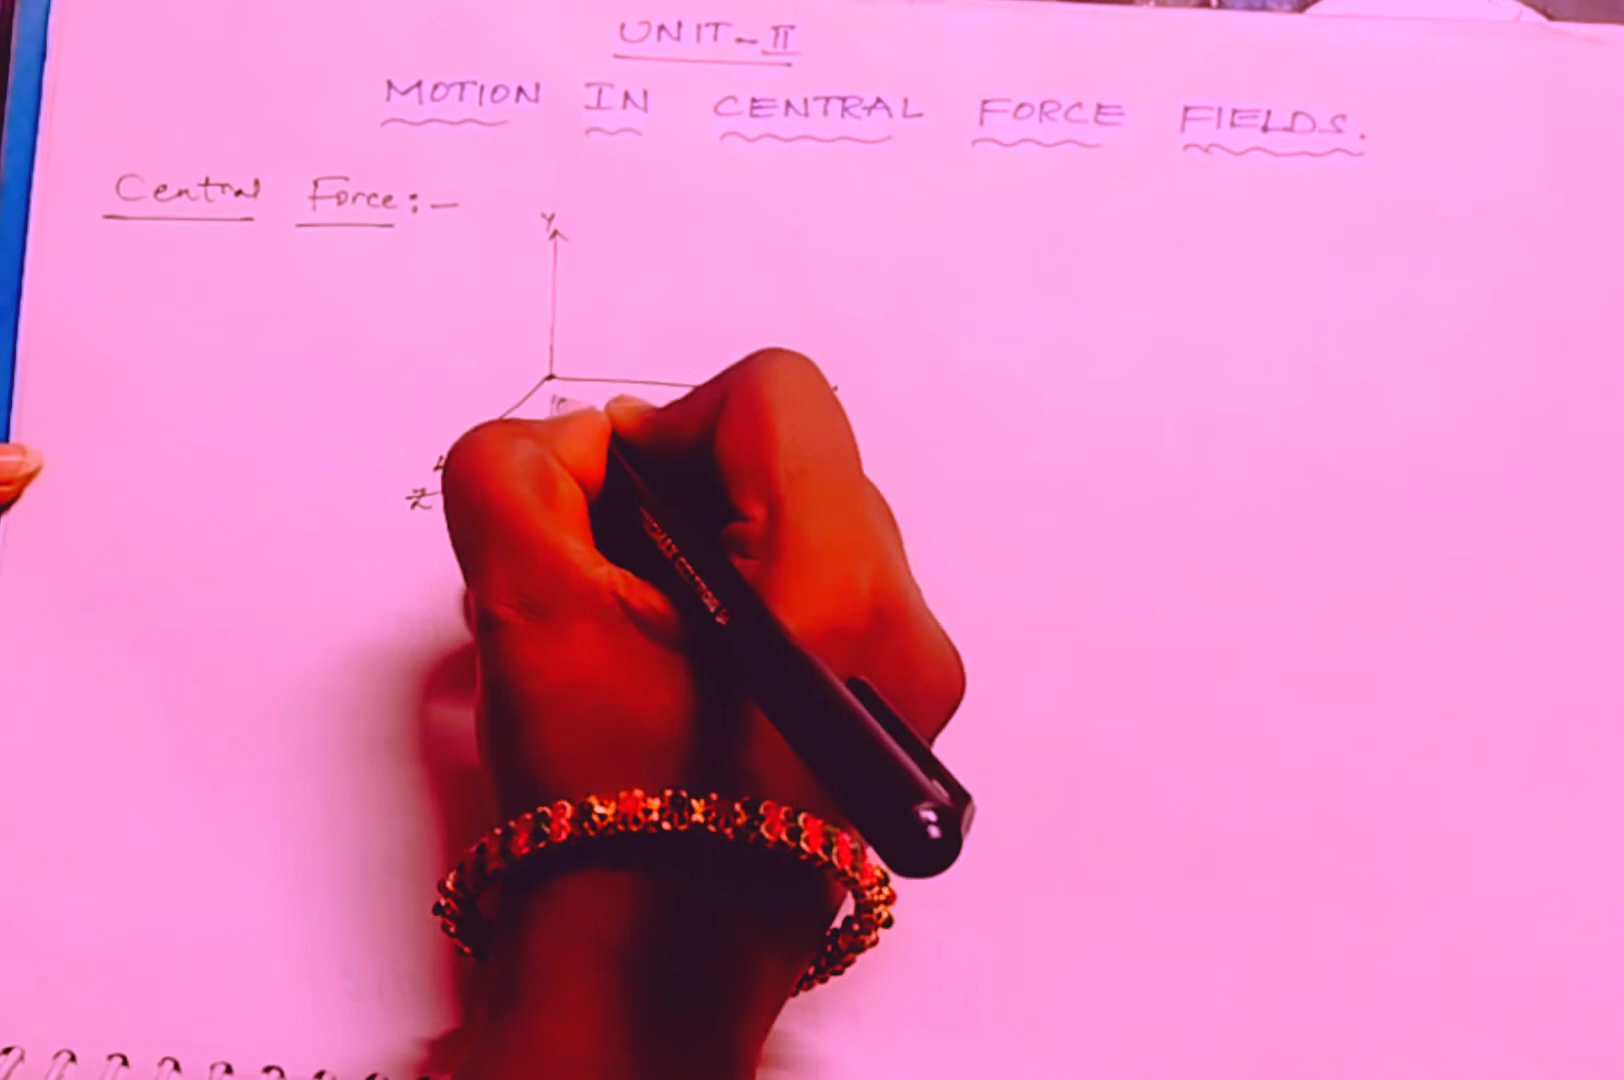 UNIT-II
MOTION IN CENTRAL FORCE FIELDS.
Central Force:-
Y
Z